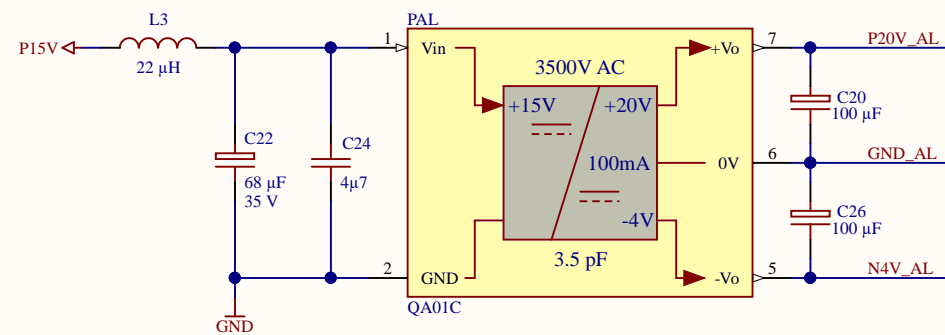 L3
PAL
P15V
1
Vin
+Vo
7
P20V_AL
22 µH
3500V AC
+15V
+20V
C20
100 µF
C22
C24
100mA
0V
6
GND_AL
68 µF
4µ7
35 V
-4V
C26
100 µF
3.5 pF
2
GND
-Vo
5
N4V_AL
QA01C
GND